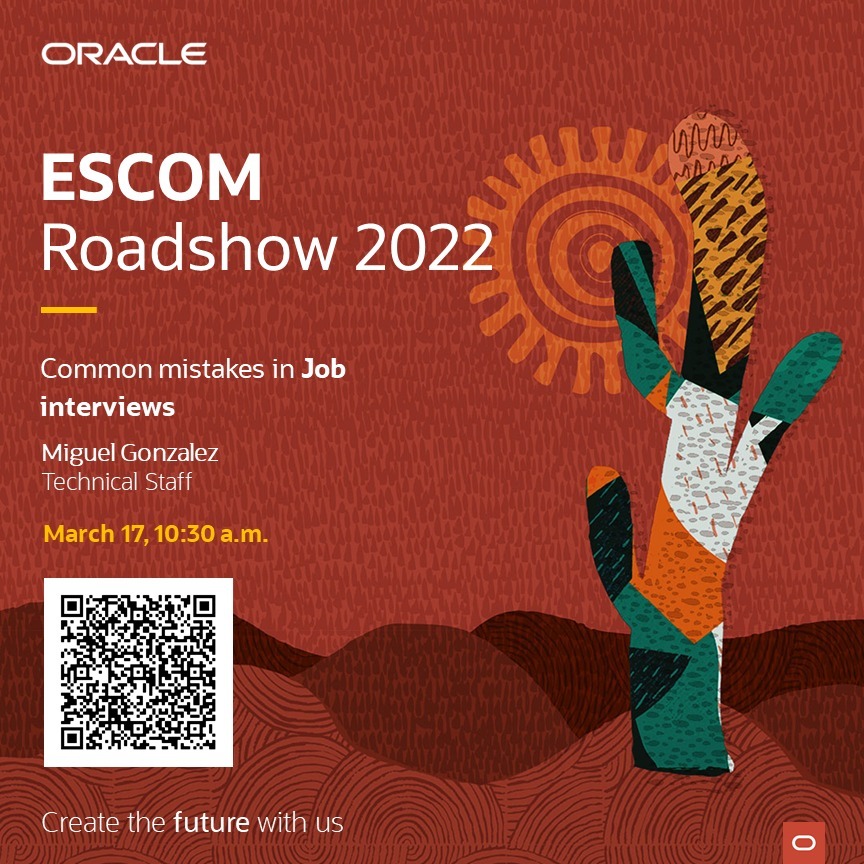 ORACLE
ESCOM
Roadshow 2022
Common mistakes in Job
interviews
Miguel Gonzalez
Technical Staff
March 17, 10:30 a.m.
Create the future with us